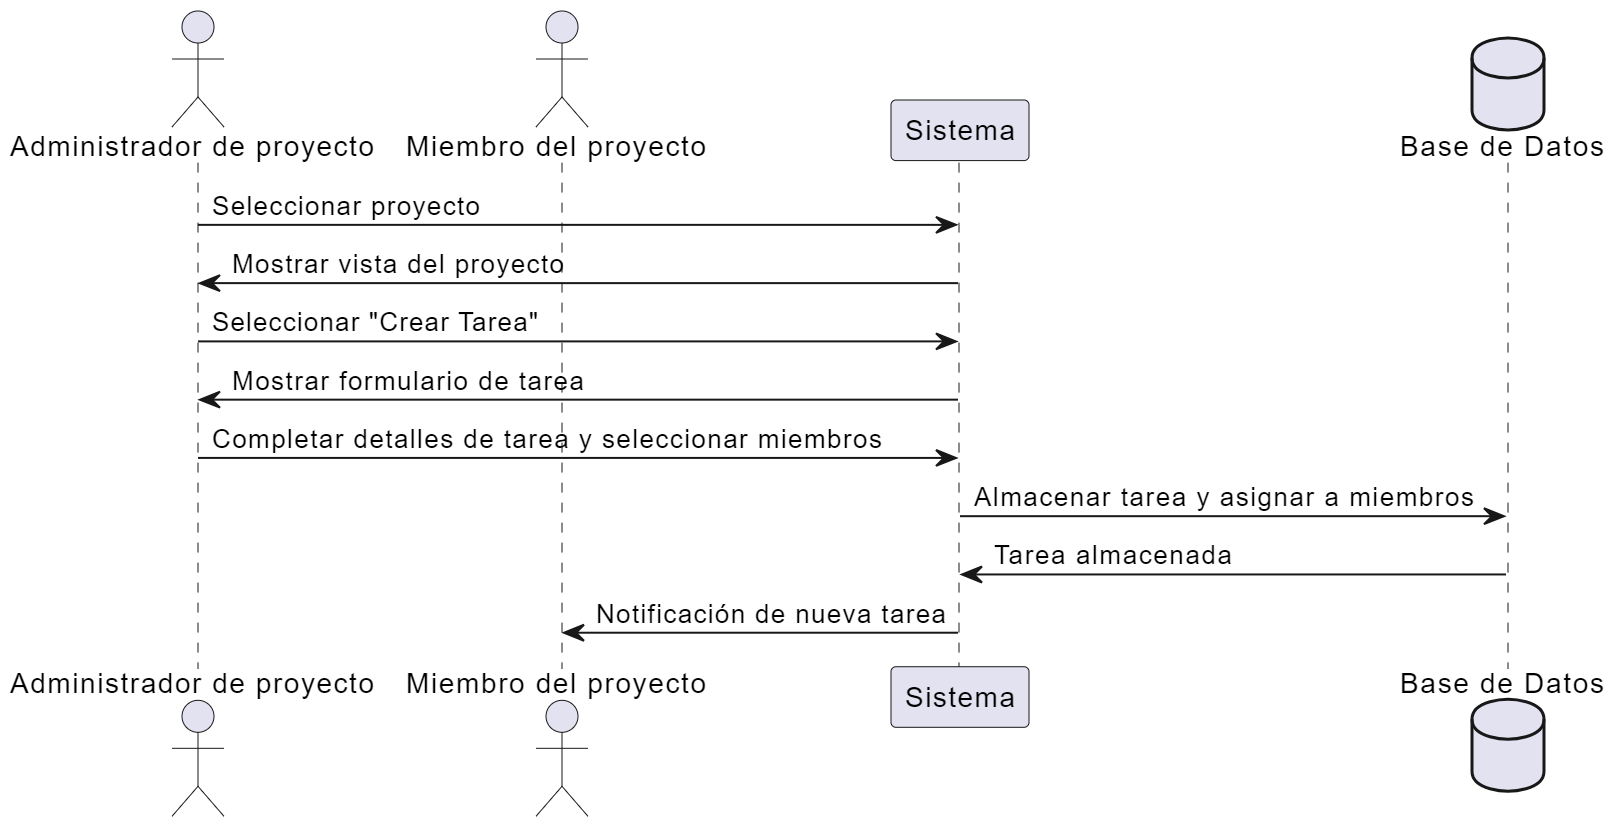 Administrador de proyecto
Miembro del proyecto
Sistema
Base de Datos
Seleccionar proyecto
Mostrar vista del proyecto
Seleccionar "Crear Tarea"
Mostrar formulario de tarea
Completar detalles de tarea y seleccionar miembros
Almacenar tarea y asignar a miembros
Tarea almacenada
Notificación de nueva tarea
Administrador de proyecto
Miembro del proyecto
Sistema
Base de Datos